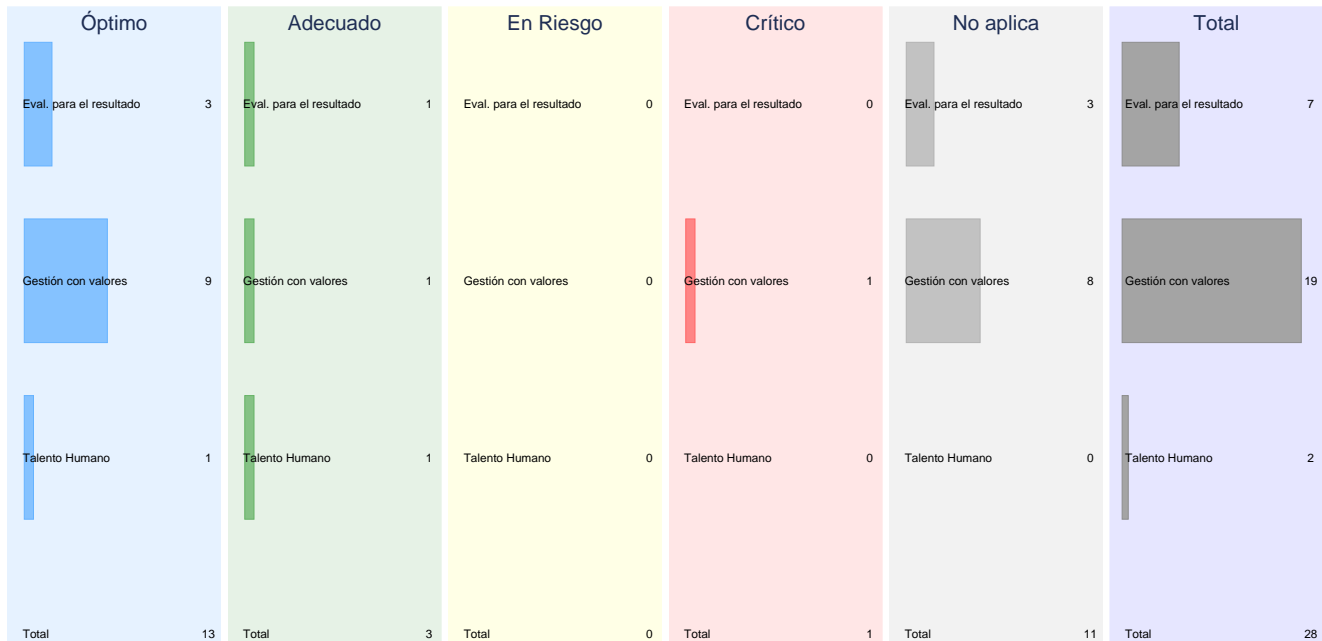 Óptimo Adecuado En Riesgo Crítico No aplica Total
Eval. para el resultado 3 Eval. para el resultado 1 Eval. para el resultado 0 Eval. para el resultado 0 Eval. para el resultado 3 Eval. para el resultado 7
Gestión con valores 9 Gestión con valores 1 Gestión con valores 0 Gestión con valores 1 Gestión con valores 8 Gestión con valores 19
Talento Humano 1 Talento Humano 1 Talento Humano 0 Talento Humano 0 Talento Humano 0 Talento Humano 2
Total 13 Total 3 Total 0 Total 1 Total 11 Total 28